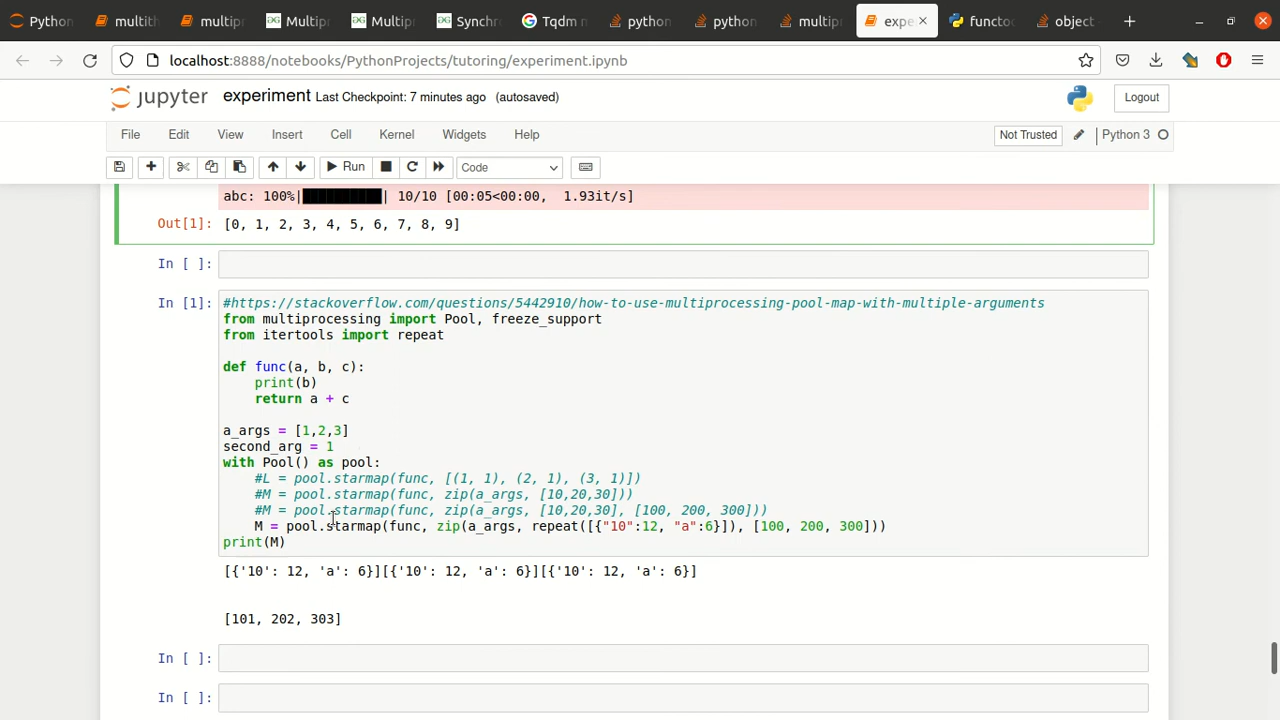 Python
multith
multipr
Multipr
Multipr
Synchro
Tqdm n
python
python
multipr
expe
functoo
object
localhost:8888/notebooks/PythonProjects/tutoring/experiment.ipynb
jupyter experiment Last Checkpoint: 7 minutes ago (autosaved)
Logout
File Edit View Insert Cell Kernel Widgets Help
Not Trusted
Python 3
Run
Code
abc: 100%|██████████| 10/10 [00:05<00:00,  1.93it/s]
Out[1]: [0, 1, 2, 3, 4, 5, 6, 7, 8, 9]
In [ ]:
In [1]: #https://stackoverflow.com/questions/5442910/how-to-use-multiprocessing-pool-map-with-multiple-arguments
from multiprocessing import Pool, freeze_support
from itertools import repeat
def func(a, b, c):
    print(b)
    return a + c
a_args = [1,2,3]
second_arg = 1
with Pool() as pool:
    #L = pool.starmap(func, [(1, 1), (2, 1), (3, 1)])
    #M = pool.starmap(func, zip(a_args, [10,20,30]))
    #M = pool.starmap(func, zip(a_args, [10,20,30], [100, 200, 300]))
    M = pool.starmap(func, zip(a_args, repeat([{"10":12, "a":6}]), [100, 200, 300]))
print(M)
[{'10': 12, 'a': 6}][{'10': 12, 'a': 6}][{'10': 12, 'a': 6}]
[101, 202, 303]
In [ ]:
In [ ]: